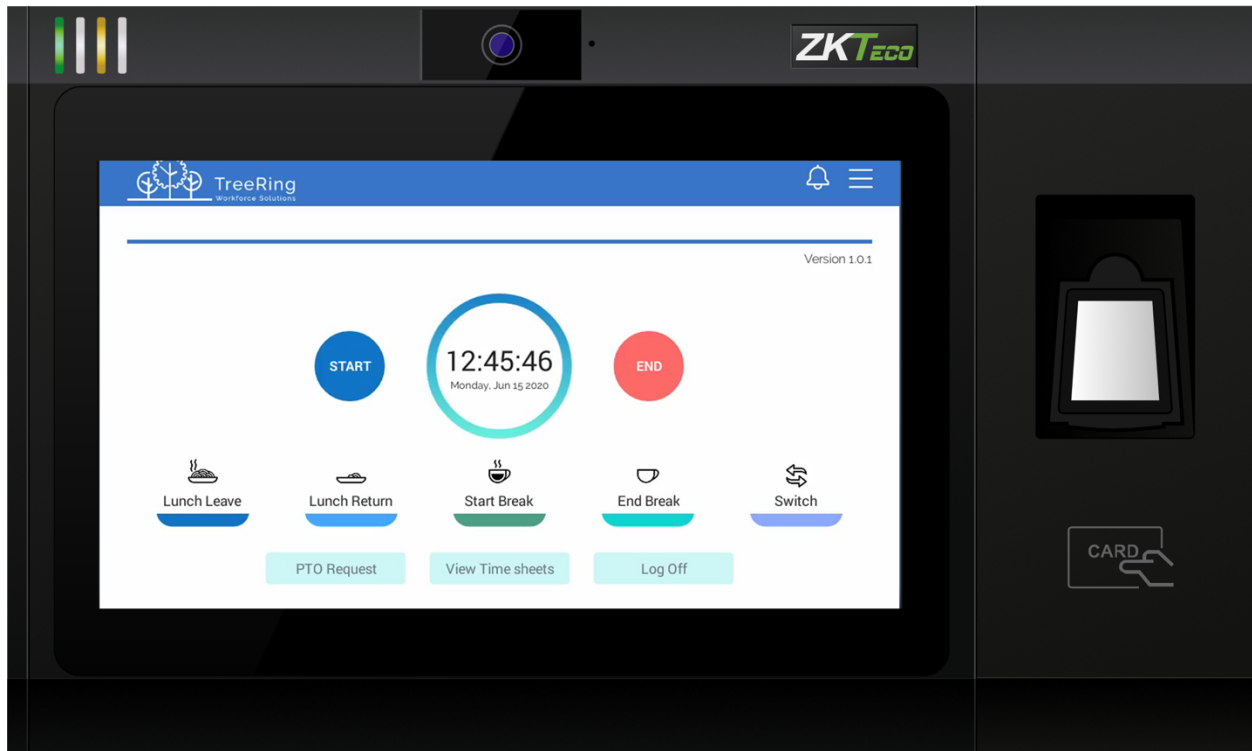 ZKTECO
TreeRing
Workforce Solutions
Version 1.0.1
START
12:45:46
Monday, Jun 15 2020
END
Lunch Leave
Lunch Return
Start Break
End Break
Switch
PTO Request
View Time sheets
Log Off
CARD